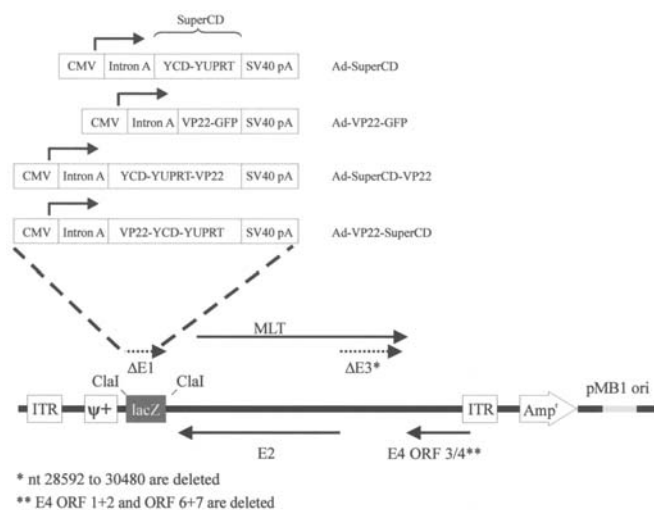 SuperCD
CMV Intron A YCD-YUPRT SV40 pA Ad-SuperCD
CMV Intron A VP22-GFP SV40 pA Ad-VP22-GFP
CMV Intron A YCD-YUPRT-VP22 SV40 pA Ad-SuperCD-VP22
CMV Intron A VP22-YCD-YUPRT SV40 pA Ad-VP22-SuperCD
MLT
ΔE1 ΔE3*
ClaI ClaI pMB1 ori
ITR ψ+ lacZ ITR Ampʳ
E2 E4 ORF 3/4**
* nt 28592 to 30480 are deleted
** E4 ORF 1+2 and ORF 6+7 are deleted